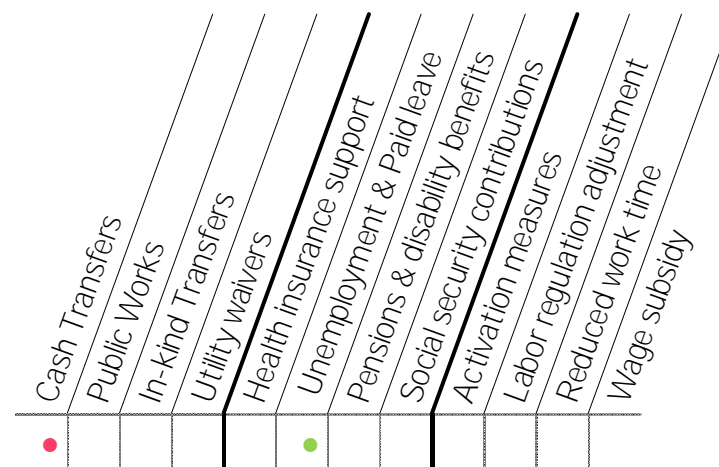 Cash Transfers
Public Works
In-kind Transfers
Utility waivers
Health insurance support
Unemployment & Paid leave
Pensions & disability benefits
Social security contributions
Activation measures
Labor regulation adjustment
Reduced work time
Wage subsidy